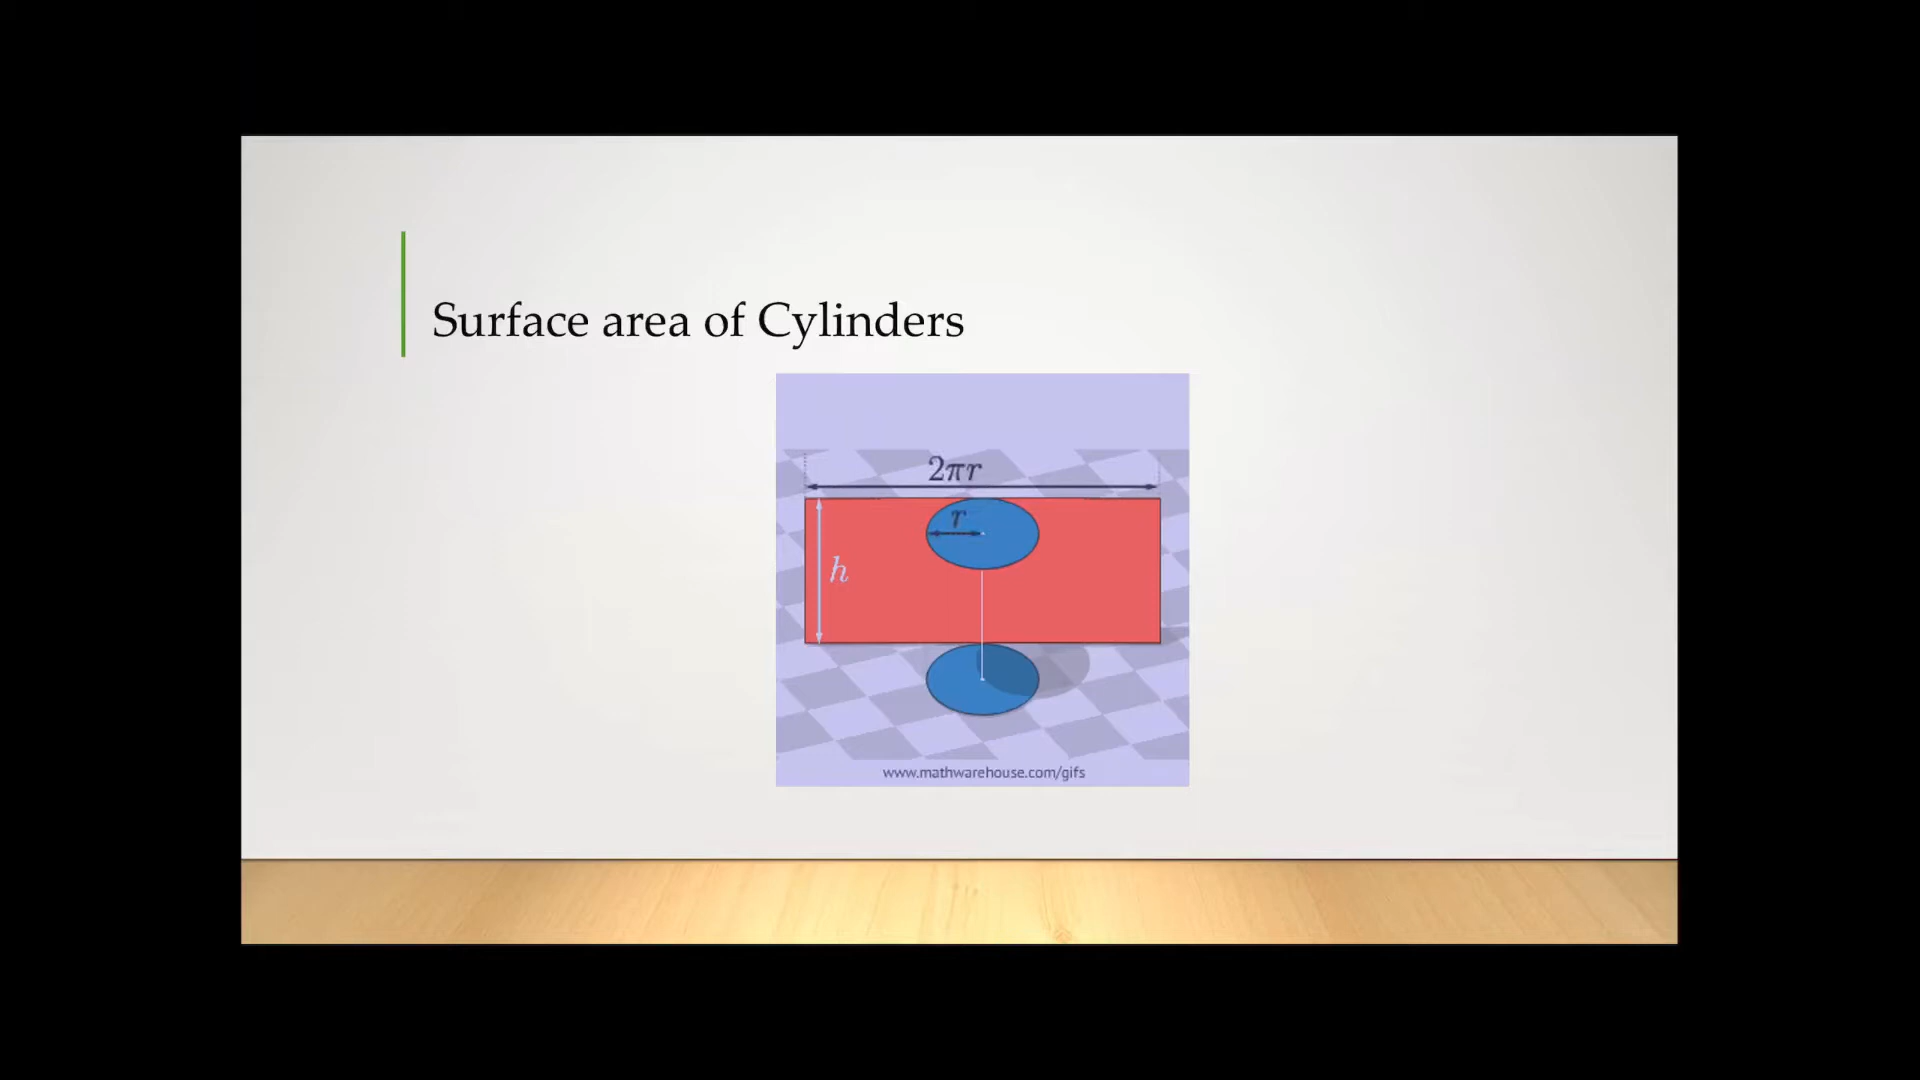 Surface area of Cylinders
2πr
r
h
www.mathwarehouse.com/gifs